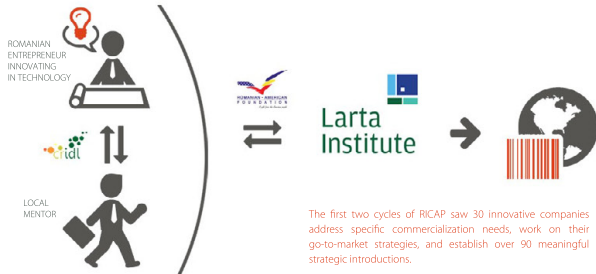 ROMANIAN
ENTREPRENEUR
INNOVATING
IN TECHNOLOGY
cridl
LOCAL
MENTOR
ROMANIAN - AMERICAN
FOUNDATION
Larta
Institute
The first two cycles of RICAP saw 30 innovative companies
address specific commercialization needs, work on their
go-to-market strategies, and establish over 90 meaningful
strategic introductions.